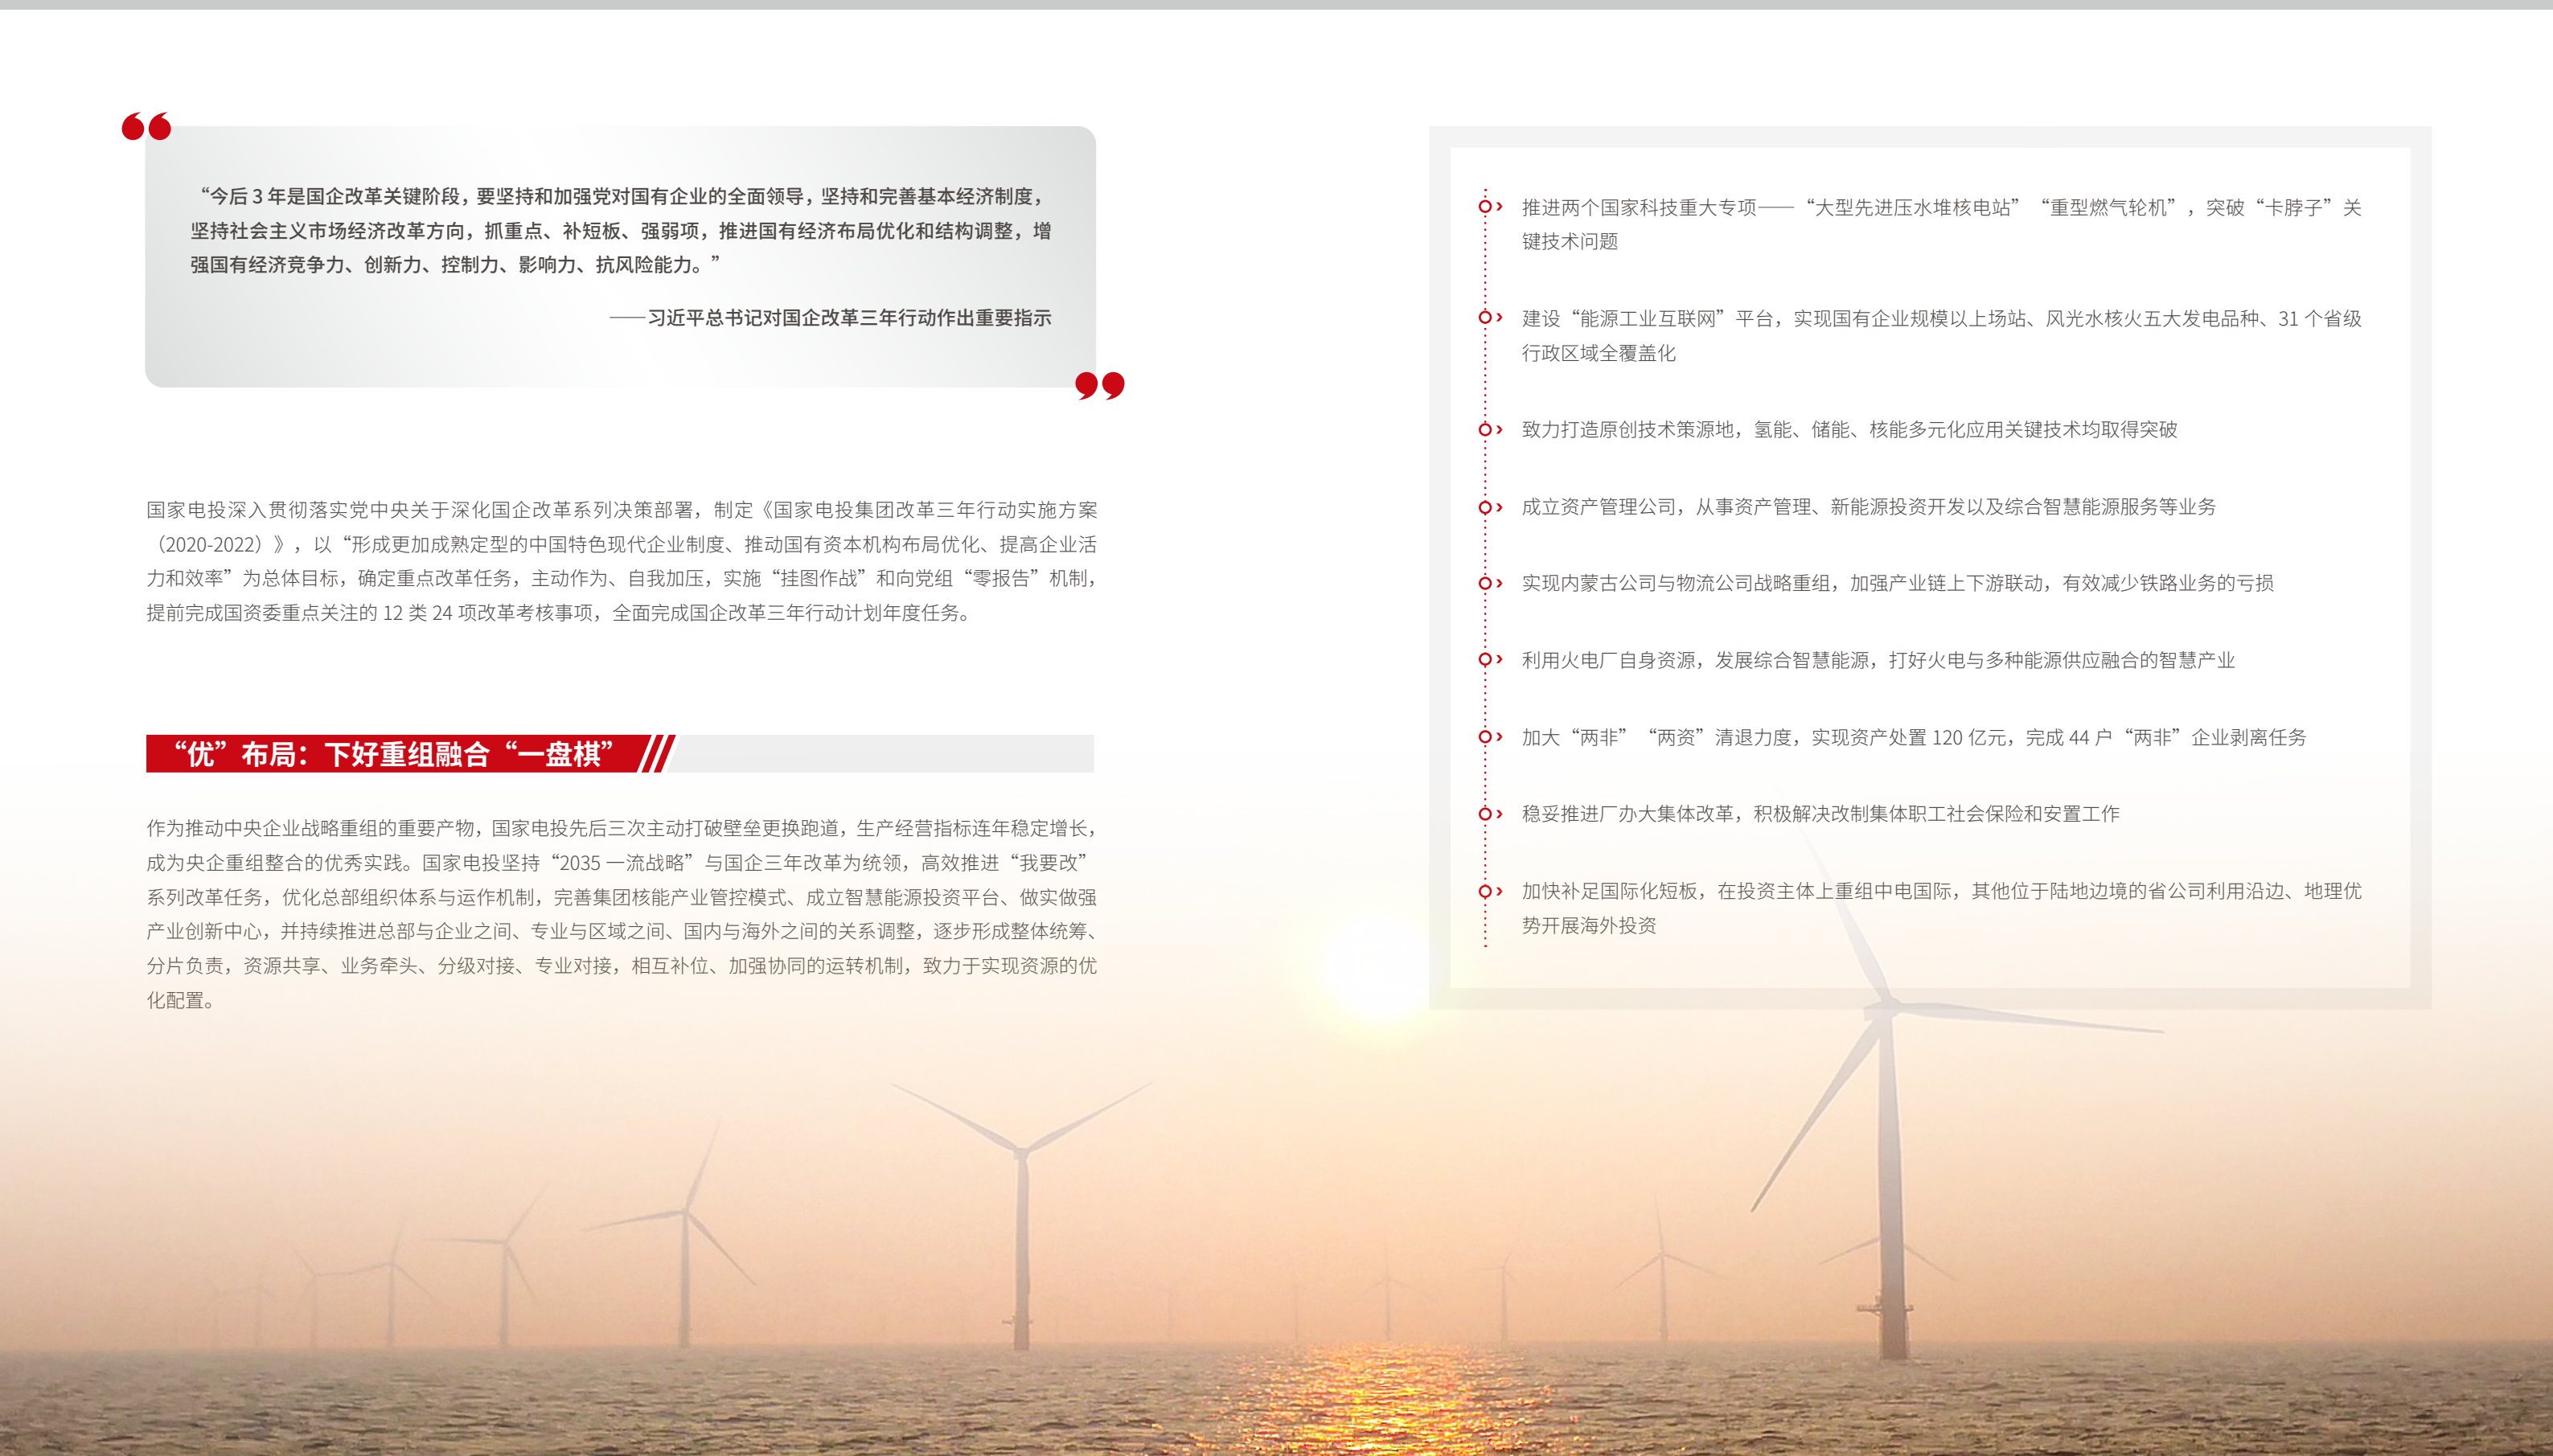 “今后 3 年是国企改革关键阶段，要坚持和加强党对国有企业的全面领导，坚持和完善基本经济制度，
坚持社会主义市场经济改革方向，抓重点、补短板、强弱项，推进国有经济布局优化和结构调整，增
强国有经济竞争力、创新力、控制力、影响力、抗风险能力。”
——习近平总书记对国企改革三年行动作出重要指示
国家电投深入贯彻落实党中央关于深化国企改革系列决策部署，制定《国家电投集团改革三年行动实施方案
（2020-2022）》，以“形成更加成熟定型的中国特色现代企业制度、推动国有资本机构布局优化、提高企业活
力和效率”为总体目标，确定重点改革任务，主动作为、自我加压，实施“挂图作战”和向党组“零报告”机制，
提前完成国资委重点关注的 12 类 24 项改革考核事项，全面完成国企改革三年行动计划年度任务。
“优”布局：下好重组融合“一盘棋”
作为推动中央企业战略重组的重要产物，国家电投先后三次主动打破壁垒更换跑道，生产经营指标连年稳定增长，
成为央企重组整合的优秀实践。国家电投坚持“2035 一流战略”与国企三年改革为统领，高效推进“我要改”
系列改革任务，优化总部组织体系与运作机制，完善集团核能产业管控模式、成立智慧能源投资平台、做实做强
产业创新中心，并持续推进总部与企业之间、专业与区域之间、国内与海外之间的关系调整，逐步形成整体统筹、
分片负责，资源共享、业务牵头、分级对接、专业对接，相互补位、加强协同的运转机制，致力于实现资源的优
化配置。
推进两个国家科技重大专项——“大型先进压水堆核电站”“重型燃气轮机”，突破“卡脖子”关
键技术问题
建设“能源工业互联网”平台，实现国有企业规模以上场站、风光水核火五大发电品种、31 个省级
行政区域全覆盖化
致力打造原创技术策源地，氢能、储能、核能多元化应用关键技术均取得突破
成立资产管理公司，从事资产管理、新能源投资开发以及综合智慧能源服务等业务
实现内蒙古公司与物流公司战略重组，加强产业链上下游联动，有效减少铁路业务的亏损
利用火电厂自身资源，发展综合智慧能源，打好火电与多种能源供应融合的智慧产业
加大“两非”“两资”清退力度，实现资产处置 120 亿元，完成 44 户“两非”企业剥离任务
稳妥推进厂办大集体改革，积极解决改制集体职工社会保险和安置工作
加快补足国际化短板，在投资主体上重组中电国际，其他位于陆地边境的省公司利用沿边、地理优
势开展海外投资